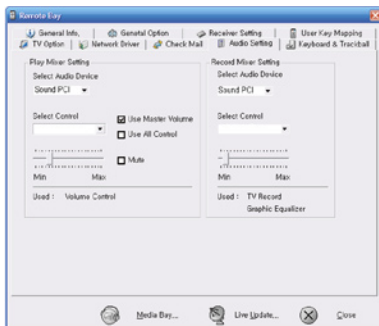 Remote Bay
General Info.
Genatal Option
Receiver Setting
User Key Mapping
TV Option
Network Driver
Check Mail
Audio Setting
Keyboard & Trackball
Play Mixer Setting
Record Mixer Setting
Select Audio Device
Select Audio Device
Sound PCI
Sound PCI
Select Control
Use Master Volume
Select Control
Use All Control
Mute
Min Max
Min Max
Used : Volume Control
Used : TV Record
Graphic Equalizer
Media Bay...
Live Update...
Close